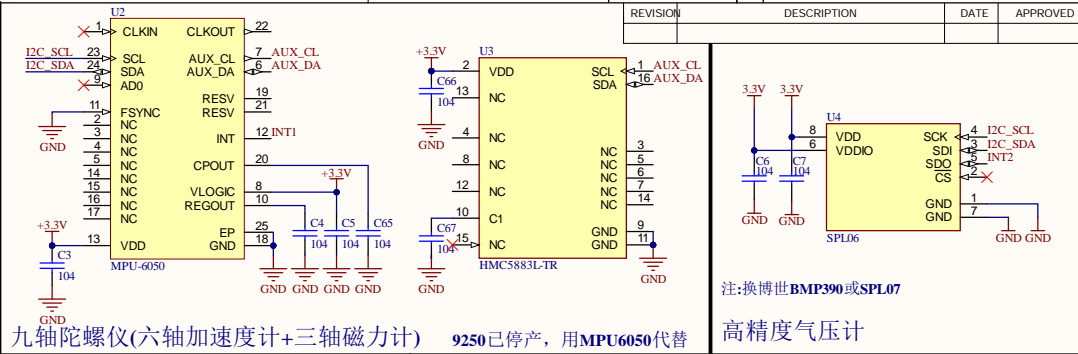 REVISION DESCRIPTION DATE APPROVED
U2
1 CLKIN CLKOUT 22
I2C_SCL 23 SCL AUX_CL 7 AUX_CL
I2C_SDA 24 SDA AUX_DA 6 AUX_DA
9 AD0
RESV 19
11 FSYNC RESV 21
GND
2 NC
3 NC INT 12 INT1
4 NC
5 NC CPOUT 20
14 NC
15 NC VLOGIC 8 +3.3V
16 NC REGOUT 10
17 NC
EP 25
13 VDD GND 18
MPU-6050
+3.3V
C3
104
GND
C4
104
C5
104
C65
104
GND GND GND GND
U3
+3.3V
2 VDD SCL 1 AUX_CL
SDA 16 AUX_DA
C66
104
GND
13 NC
4 NC
NC 3
8 NC NC 5
NC 6
12 NC NC 7
NC 14
10 C1
C67
104
GND
15 NC
GND 9
GND 11
GND
HMC5883L-TR
3.3V 3.3V
U4
8 VDD SCK 4 I2C_SCL
6 VDDIO SDI 3 I2C_SDA
SDO 5 INT2
CS 2
C6
104
C7
104
GND GND
GND 1
GND 7
GND GND
SPL06
注:换博世BMP390或SPL07
九轴陀螺仪(六轴加速度计+三轴磁力计)
9250已停产，用MPU6050代替
高精度气压计